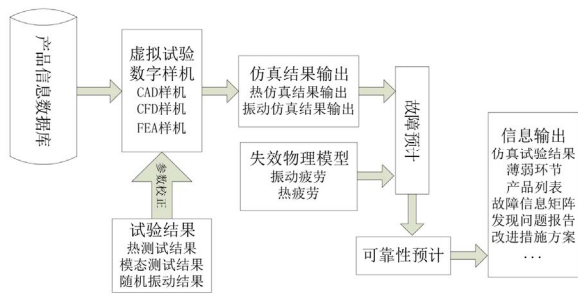 产品信息数据库
虚拟试验
数字样机
CAD样机
CFD样机
FEA样机
参数校正
试验结果
热测试结果
模态测试结果
随机振动结果
仿真结果输出
热仿真结果输出
振动仿真结果输出
失效物理模型
振动疲劳
热疲劳
故障预计
可靠性预计
信息输出
仿真试验结果
薄弱环节
产品列表
故障信息矩阵
发现问题报告
改进措施方案
...